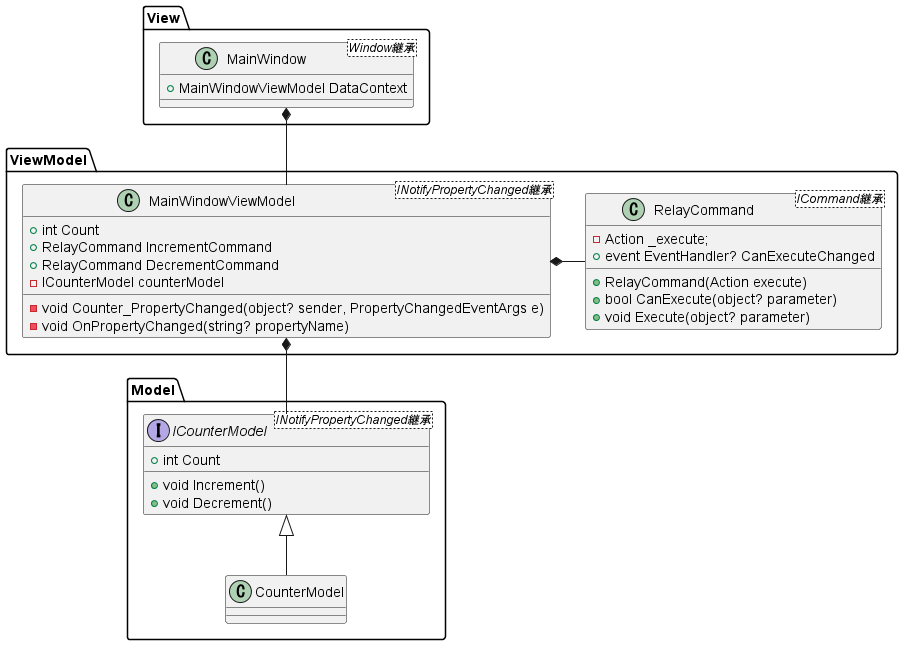 View
C MainWindow
Window継承
MainWindowViewModel DataContext
ViewModel
C MainWindowViewModel
INotifyPropertyChanged継承
int Count
RelayCommand IncrementCommand
RelayCommand DecrementCommand
ICounterModel counterModel
void Counter_PropertyChanged(object? sender, PropertyChangedEventArgs e)
void OnPropertyChanged(string? propertyName)
C RelayCommand
ICommand継承
Action _execute;
event EventHandler? CanExecuteChanged
RelayCommand(Action execute)
bool CanExecute(object? parameter)
void Execute(object? parameter)
Model
I ICounterModel
INotifyPropertyChanged継承
int Count
void Increment()
void Decrement()
C CounterModel